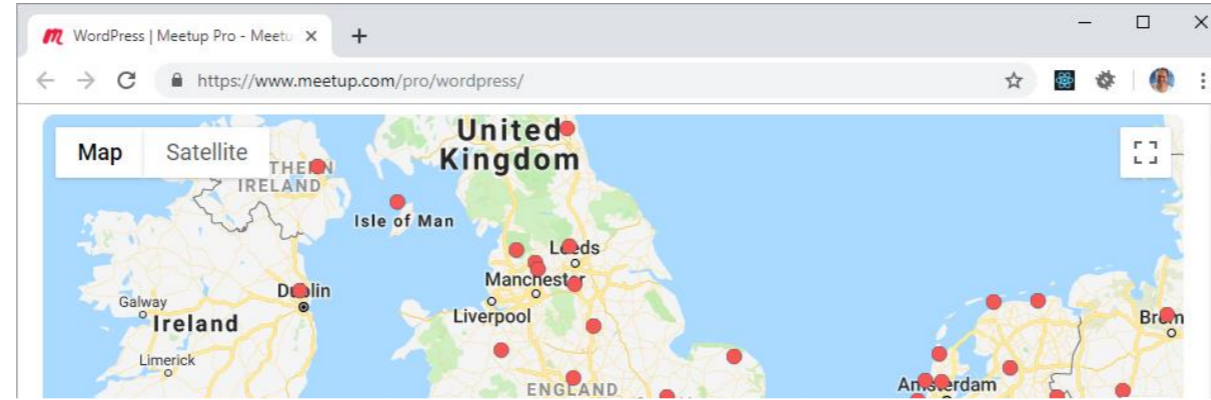 WordPress | Meetup Pro - Meetu
https://www.meetup.com/pro/wordpress/
Map Satellite
United
Kingdom
IRELAND
Isle of Man
Leeds
Manchester
Liverpool
Dublin
Galway
Ireland
Limerick
ENGLAND
Amsterdam